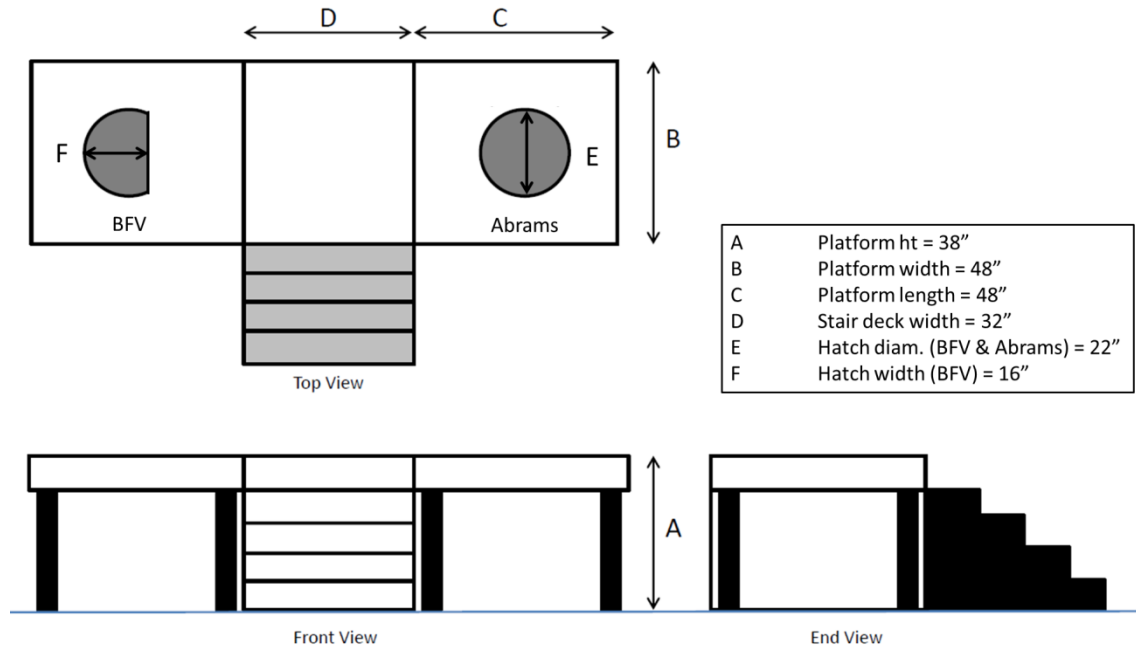 D
C
F
E
B
BFV
Abrams
Top View
A Platform ht = 38”
B Platform width = 48”
C Platform length = 48”
D Stair deck width = 32”
E Hatch diam. (BFV & Abrams) = 22”
F Hatch width (BFV) = 16”
A
Front View
End View